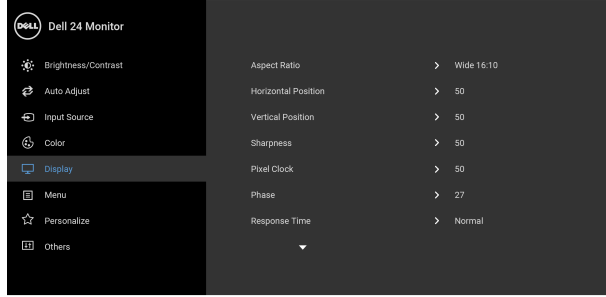 DELL Dell 24 Monitor
Brightness/Contrast Aspect Ratio Wide 16:10
Auto Adjust Horizontal Position 50
Input Source Vertical Position 50
Color Sharpness 50
Display Pixel Clock 50
Menu Phase 27
Personalize Response Time Normal
Others